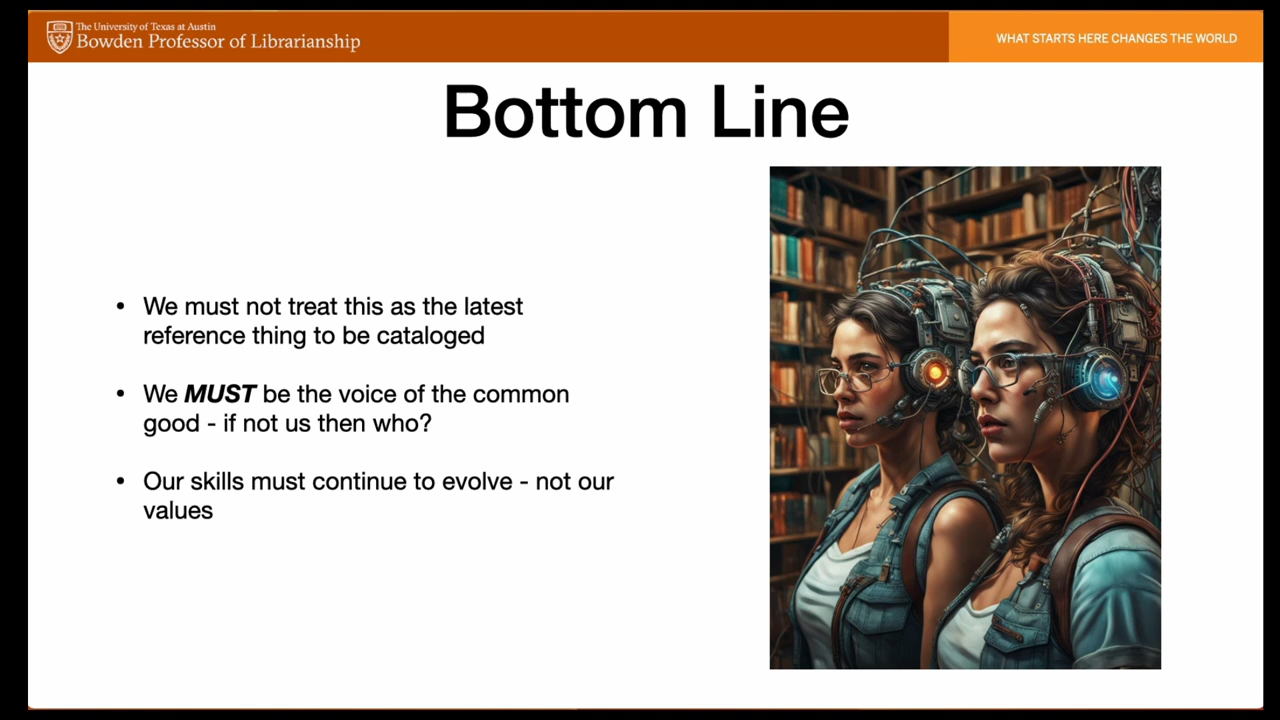 The University of Texas at Austin
Bowden Professor of Librarianship
WHAT STARTS HERE CHANGES THE WORLD
Bottom Line
• We must not treat this as the latest
reference thing to be cataloged
• We MUST be the voice of the common
good - if not us then who?
• Our skills must continue to evolve - not our
values